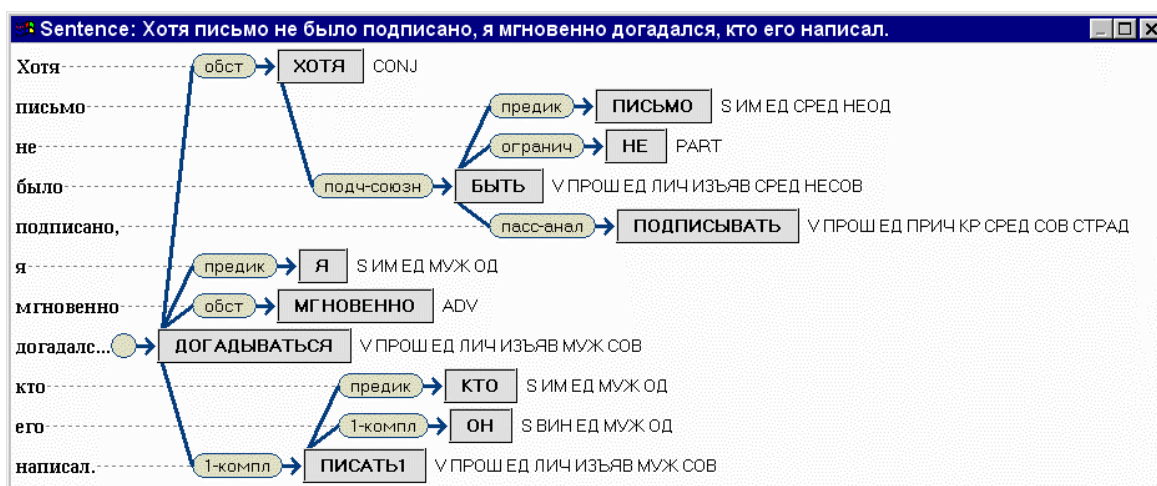 Sentence: Хотя письмо не было подписано, я мгновенно догадался, кто его написал.
Хотя обст ХОТЯ CONJ
письмо предик ПИСЬМО S ИМ ЕД СРЕД НЕОД
не огранич НЕ PART
было подч-союзн БЫТЬ V ПРОШ ЕД ЛИЧ ИЗЪЯВ СРЕД НЕСОВ
подписано, пасс-анал ПОДПИСЫВАТЬ V ПРОШ ЕД ПРИЧ КР СРЕД СОВ СТРАД
я предик Я S ИМ ЕД МУЖ ОД
мгновенно обст МГНОВЕННО ADV
догадалс... ДОГАДЫВАТЬСЯ V ПРОШ ЕД ЛИЧ ИЗЪЯВ МУЖ СОВ
кто предик КТО S ИМ ЕД МУЖ ОД
его 1-компл ОН S ВИН ЕД МУЖ ОД
написал. 1-компл ПИСАТЬ1 V ПРОШ ЕД ЛИЧ ИЗЪЯВ МУЖ СОВ